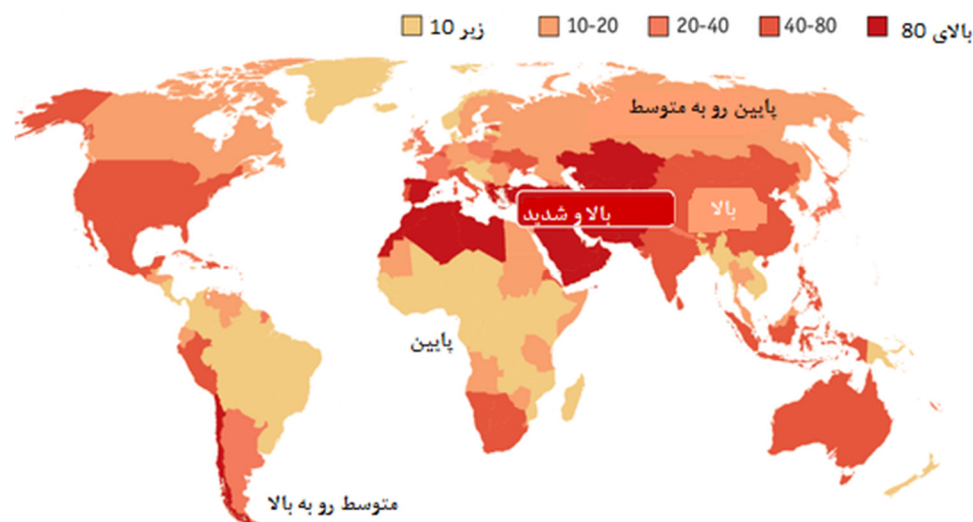 زیر 10
10-20
20-40
40-80
بالای 80
پایین رو به متوسط
بالا و شدید
بالا
پایین
متوسط رو به بالا